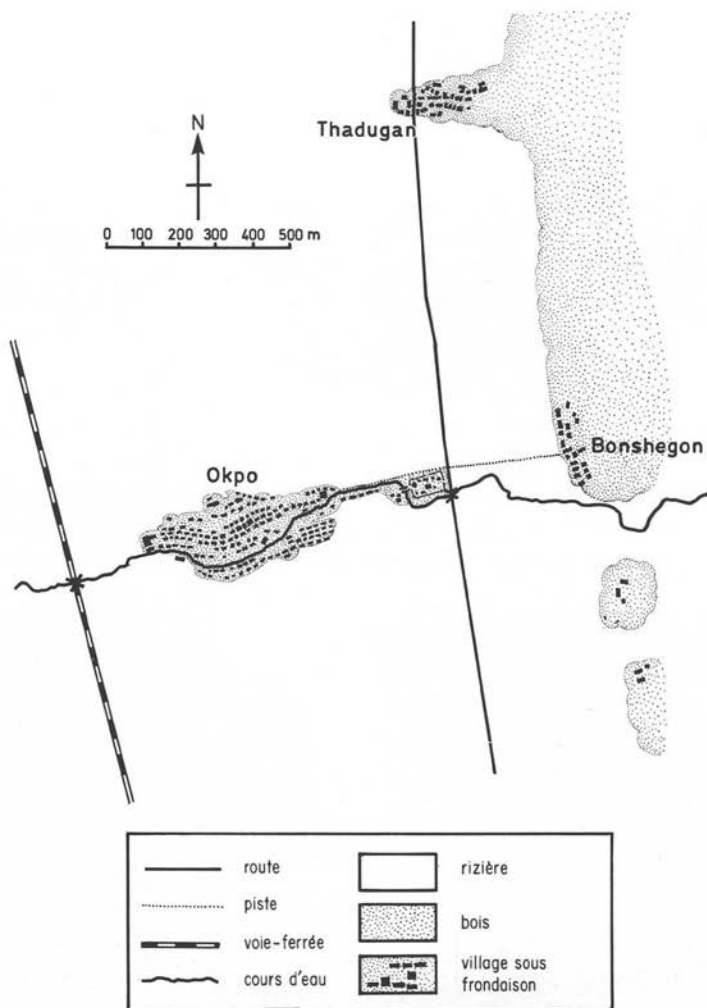 Thadugan
N
0 100 200 300 400 500 m
Okpo
Bonshegon
route
piste
voie-ferrée
cours d'eau
rizière
bois
village sous
frondaison